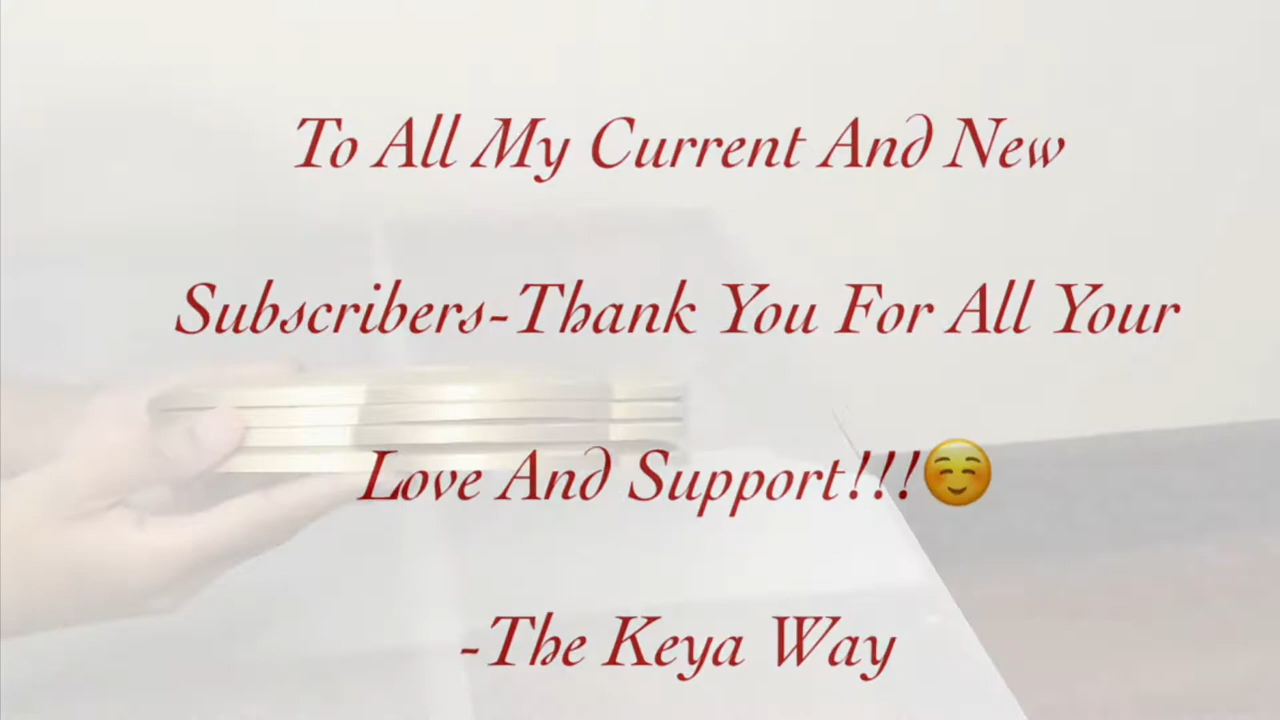 To All My Current And New
Subscribers-Thank You For All Your
Love And Support!!!☺️
-The Keya Way